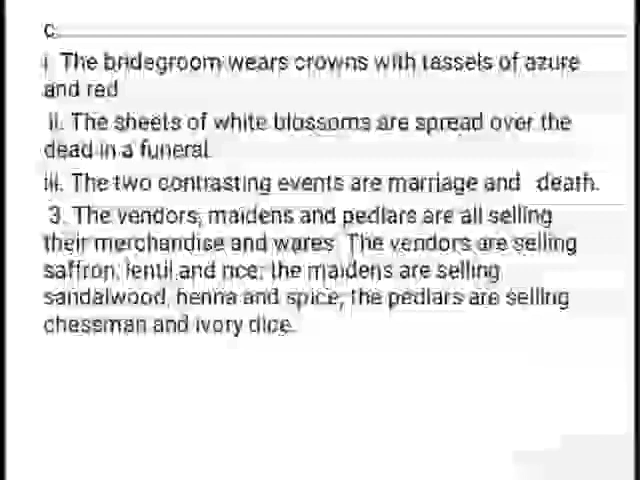 c.
i. The bridegroom wears crowns with tassels of azure
and red
ii. The sheets of white blossoms are spread over the
dead in a funeral.
iii. The two contrasting events are marriage and death.
3. The vendors, maidens and pedlars are all selling
their merchandise and wares. The vendors are selling
saffron, lentil and rice; the maidens are selling
sandalwood, henna and spice, the pedlars are selling
chessman and ivory dice.